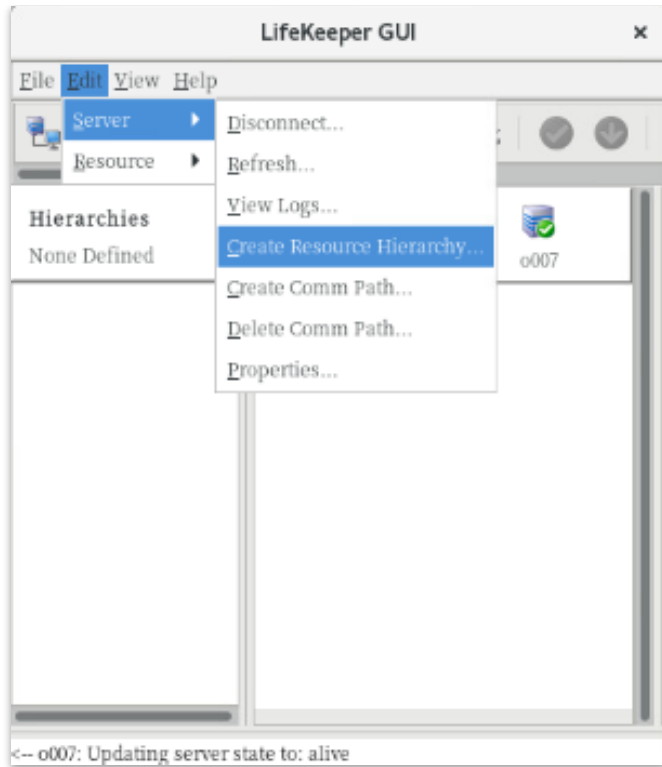 LifeKeeper GUI
File Edit View Help
Server
Resource
Disconnect...
Refresh...
View Logs...
Create Resource Hierarchy...
Create Comm Path...
Delete Comm Path...
Properties...
Hierarchies
None Defined
o007
<-- o007: Updating server state to: alive